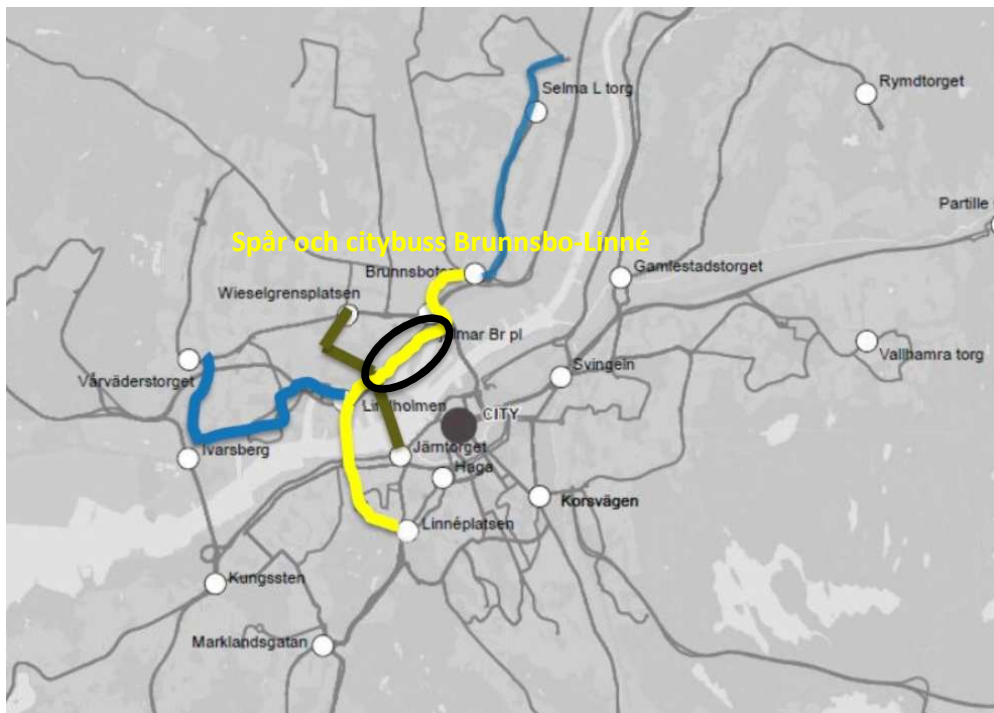 Rymdtorget
Selma L torg
Partille
Spår och citybuss Brunnsbo-Linné
Gamlestadstorget
Wieselgrensplatsen
Svingeln
Vallhamra torg
Vårväderstorget
CITY
Ivarsberg
Järntorget
Haga
Korsvägen
Linnéplatsen
Kungssten
Marklandsgatan